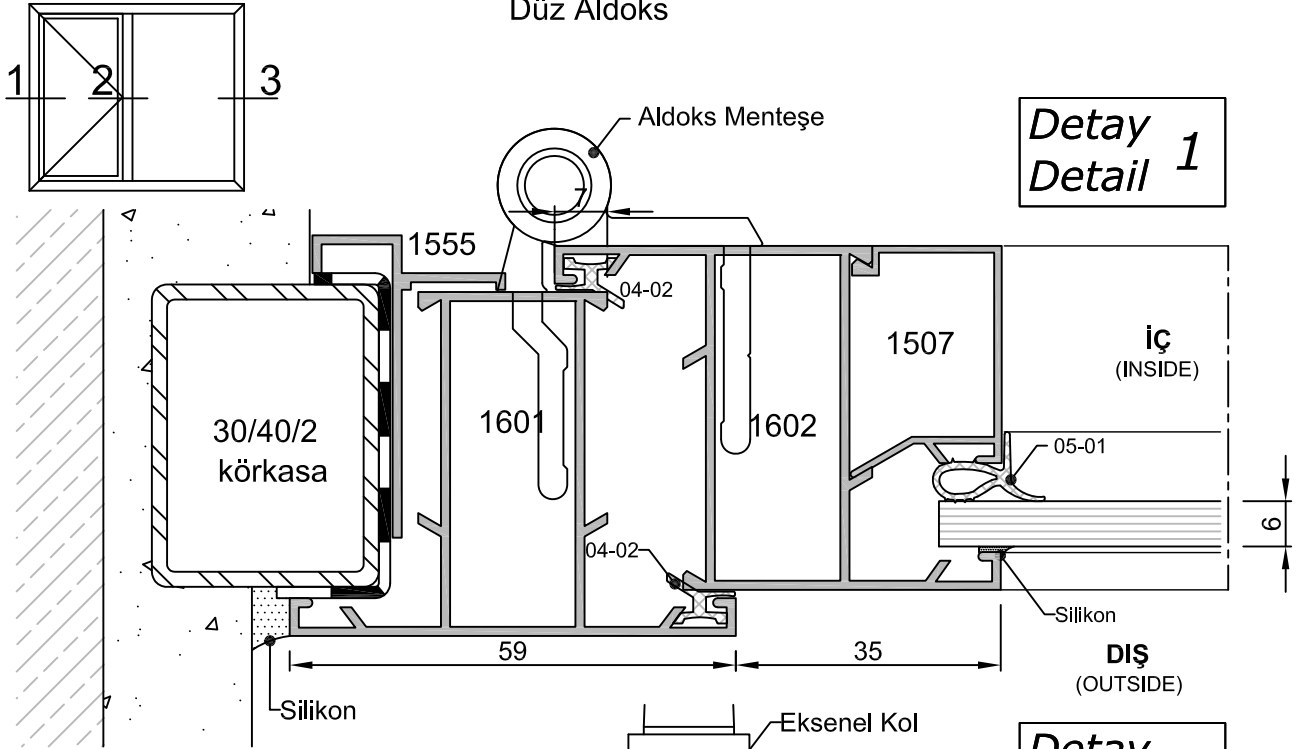 Düz Aldoks
1 2 3
Aldoks Menteşe
Detay
Detail 1
7
1555
04-02
1507
İÇ
(INSIDE)
1601
1602
30/40/2
körkasa
05-01
6
04-02
Silikon
59
35
DIŞ
(OUTSIDE)
Silikon
Eksenel Kol
Detay